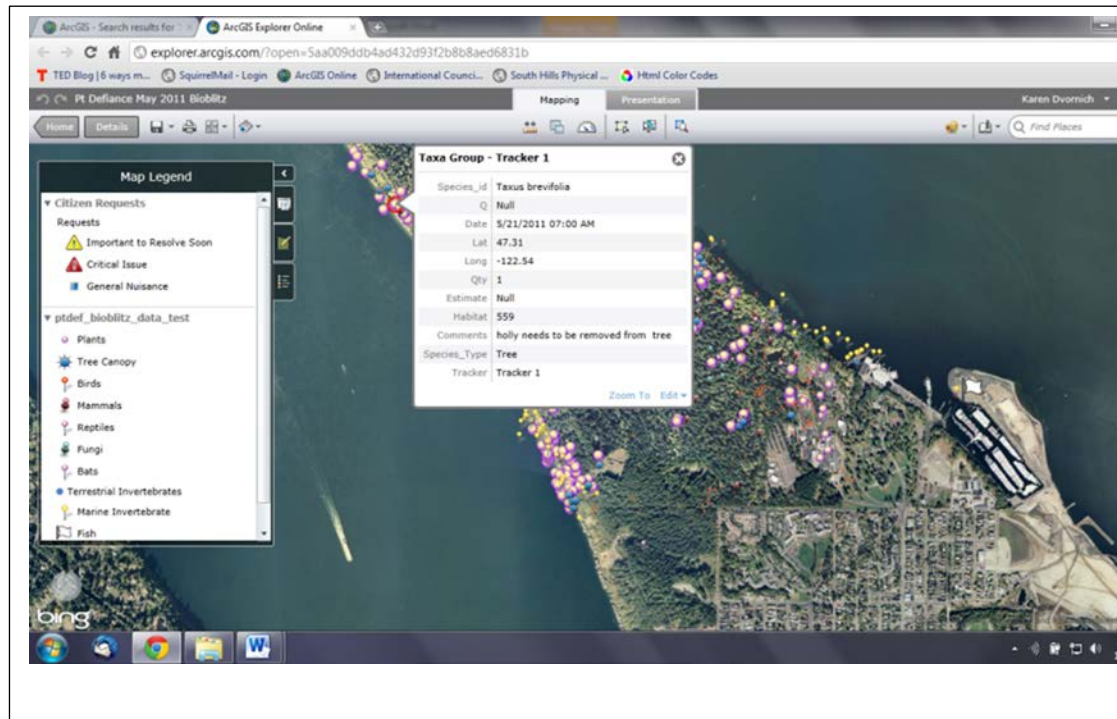 ArcGIS - Search results for
ArcGIS Explorer Online
explorer.arcgis.com/?open=5aa009ddb4ad432d93f2b8b8aed6831b
TED Blog | 6 ways m...
SquirrelMail - Login
ArcGIS Online
International Counci...
South Hills Physical ...
Html Color Codes
Pt Defiance May 2011 Bioblitz
Mapping
Presentation
Karen Dvornich
Home
Details
Find Places
Map Legend
Citizen Requests
Requests
Important to Resolve Soon
Critical Issue
General Nuisance
ptdef_bioblitz_data_test
Plants
Tree Canopy
Birds
Mammals
Reptiles
Fungi
Bats
Terrestrial Invertebrates
Marine Invertebrate
Fish
Taxa Group - Tracker 1
Species_id Taxus brevifolia
Q Null
Date 5/21/2011 07:00 AM
Lat 47.31
Long -122.54
Qty 1
Estimate Null
Habitat 559
Comments holly needs to be removed from tree
Species_Type Tree
Tracker Tracker 1
Zoom To Edit
bing